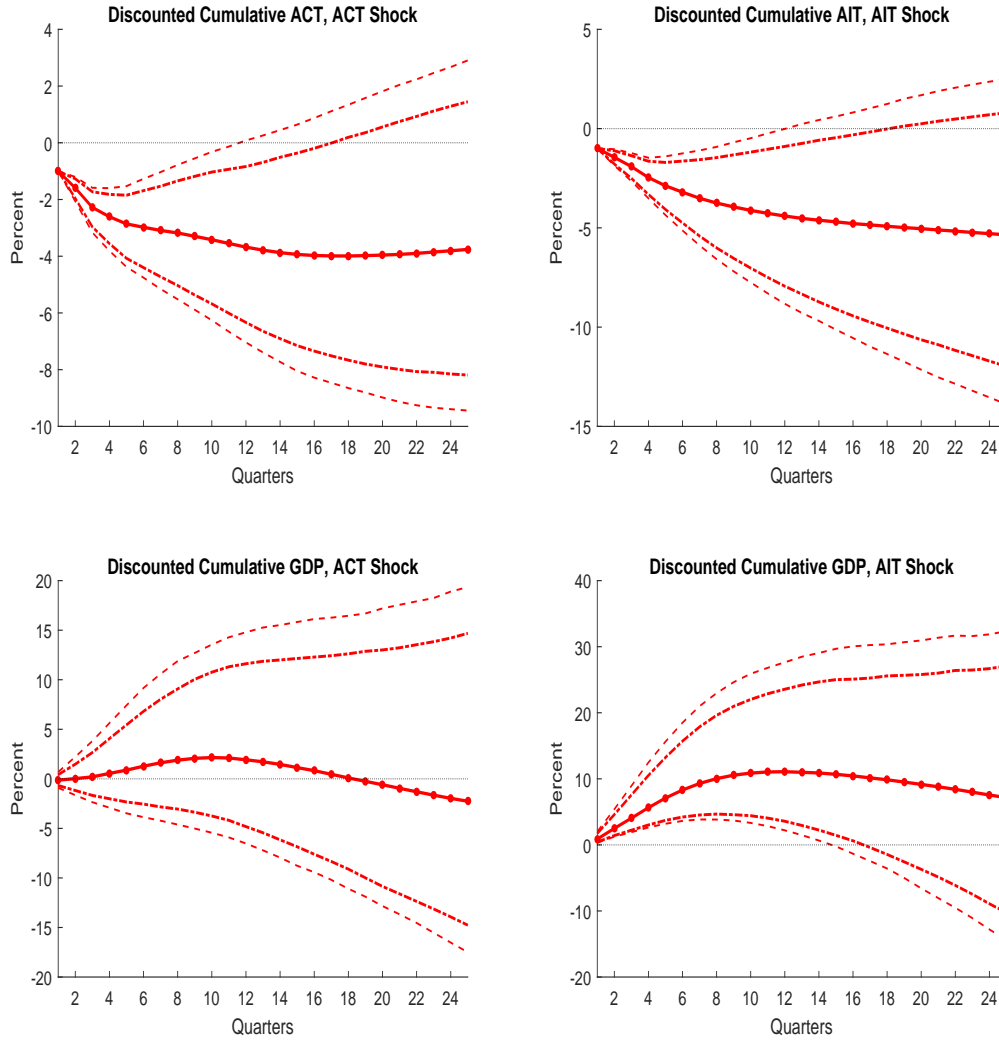 Discounted Cumulative ACT, ACT Shock
4
2
0
-2
-4
-6
-8
-10
Percent
2 4 6 8 10 12 14 16 18 20 22 24
Quarters
Discounted Cumulative AIT, AIT Shock
5
0
-5
-10
-15
Percent
2 4 6 8 10 12 14 16 18 20 22 24
Quarters
Discounted Cumulative GDP, ACT Shock
20
15
10
5
0
-5
-10
-15
-20
Percent
2 4 6 8 10 12 14 16 18 20 22 24
Quarters
Discounted Cumulative GDP, AIT Shock
40
30
20
10
0
-10
-20
Percent
2 4 6 8 10 12 14 16 18 20 22 24
Quarters